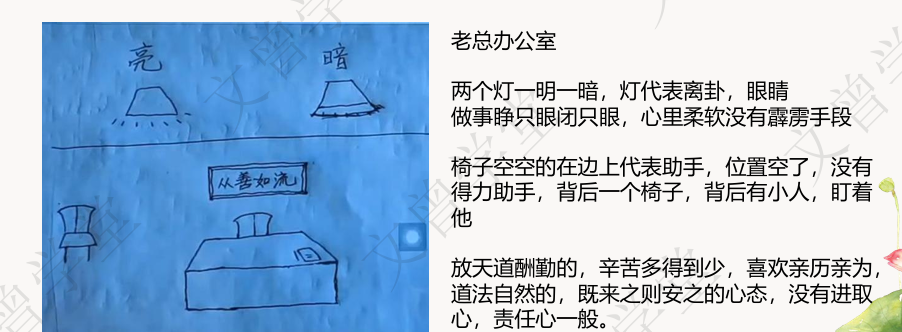 亮
暗
从善如流
老总办公室
两个灯一明一暗，灯代表离卦，眼睛
做事睁只眼闭只眼，心里柔软没有霹雳手段
椅子空空的在边上代表助手，位置空了，没有
得力助手，背后一个椅子，背后有小人，盯着
他
放天道酬勤的，辛苦多得到少，喜欢亲历亲为，
道法自然的，既来之则安之的心态，没有进取
心，责任心一般。
文曾学堂